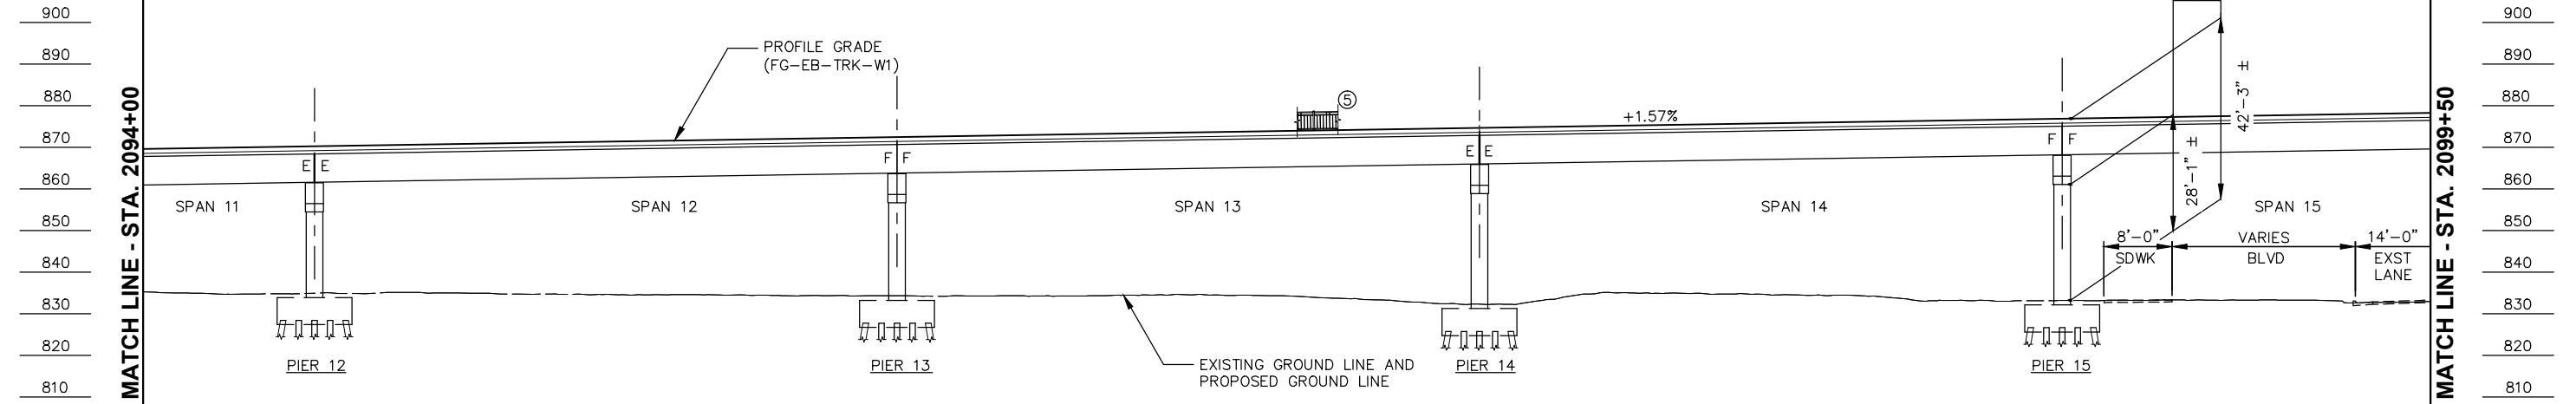 900
890
880
870
860
850
840
830
820
810
MATCH LINE - STA. 2094+00
PROFILE GRADE
(FG-EB-TRK-W1)
5
+1.57%
E E
F F
E E
F F
SPAN 11
SPAN 12
SPAN 13
SPAN 14
SPAN 15
42'-3" ±
28'-1" ±
8'-0"
SDWK
VARIES
BLVD
14'-0"
EXST
LANE
PIER 12
PIER 13
PIER 14
PIER 15
EXISTING GROUND LINE AND
PROPOSED GROUND LINE
MATCH LINE - STA. 2099+50
900
890
880
870
860
850
840
830
820
810